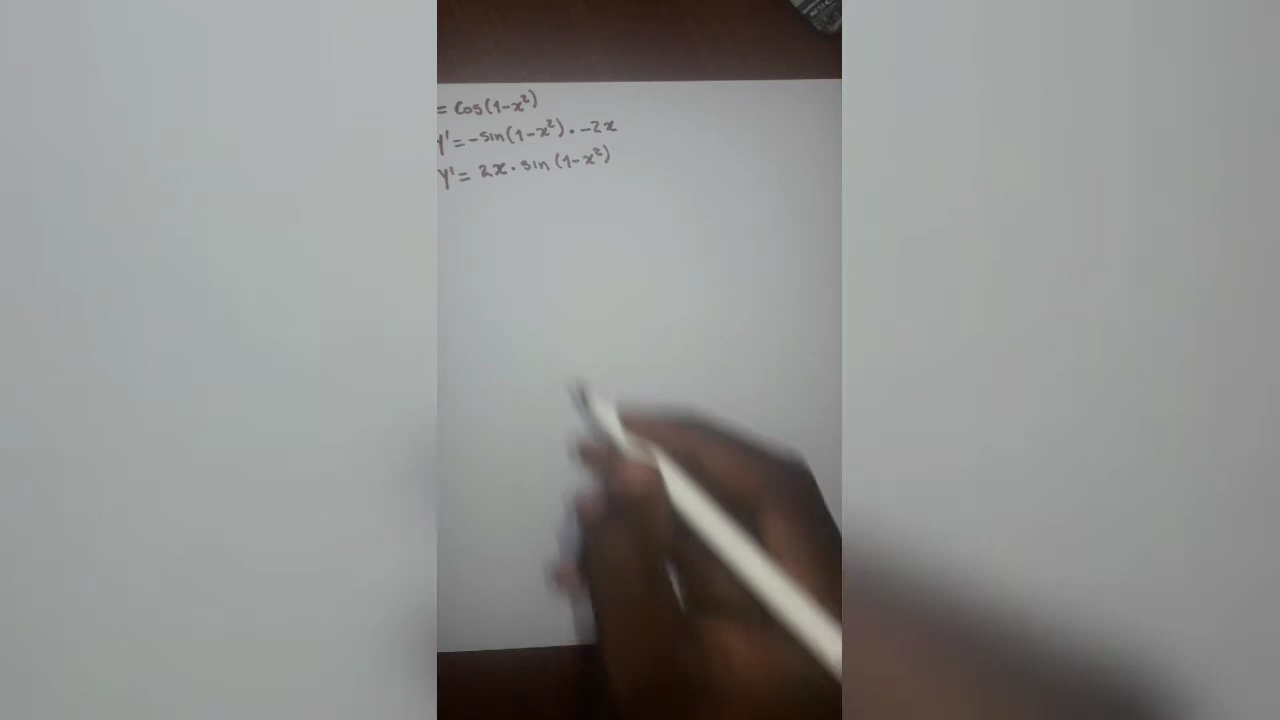 = Cos(1-x²)
y' = -sin(1-x²) · -2x
y' = 2x · sin (1-x²)